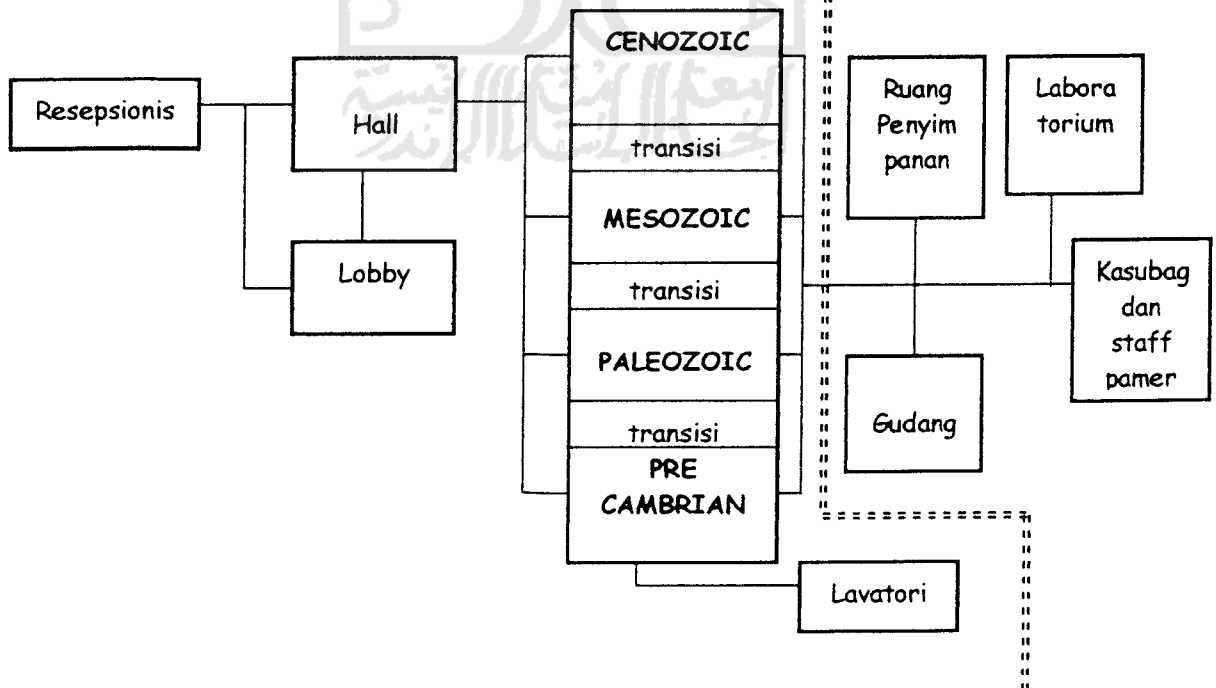 Resepsionis
Hall
Lobby
CENOZOIC
transisi
MESOZOIC
transisi
PALEOZOIC
transisi
PRE
CAMBRIAN
Ruang
Penyim
panan
Labora
torium
Kasubag
dan
staff
pamer
Gudang
Lavatori